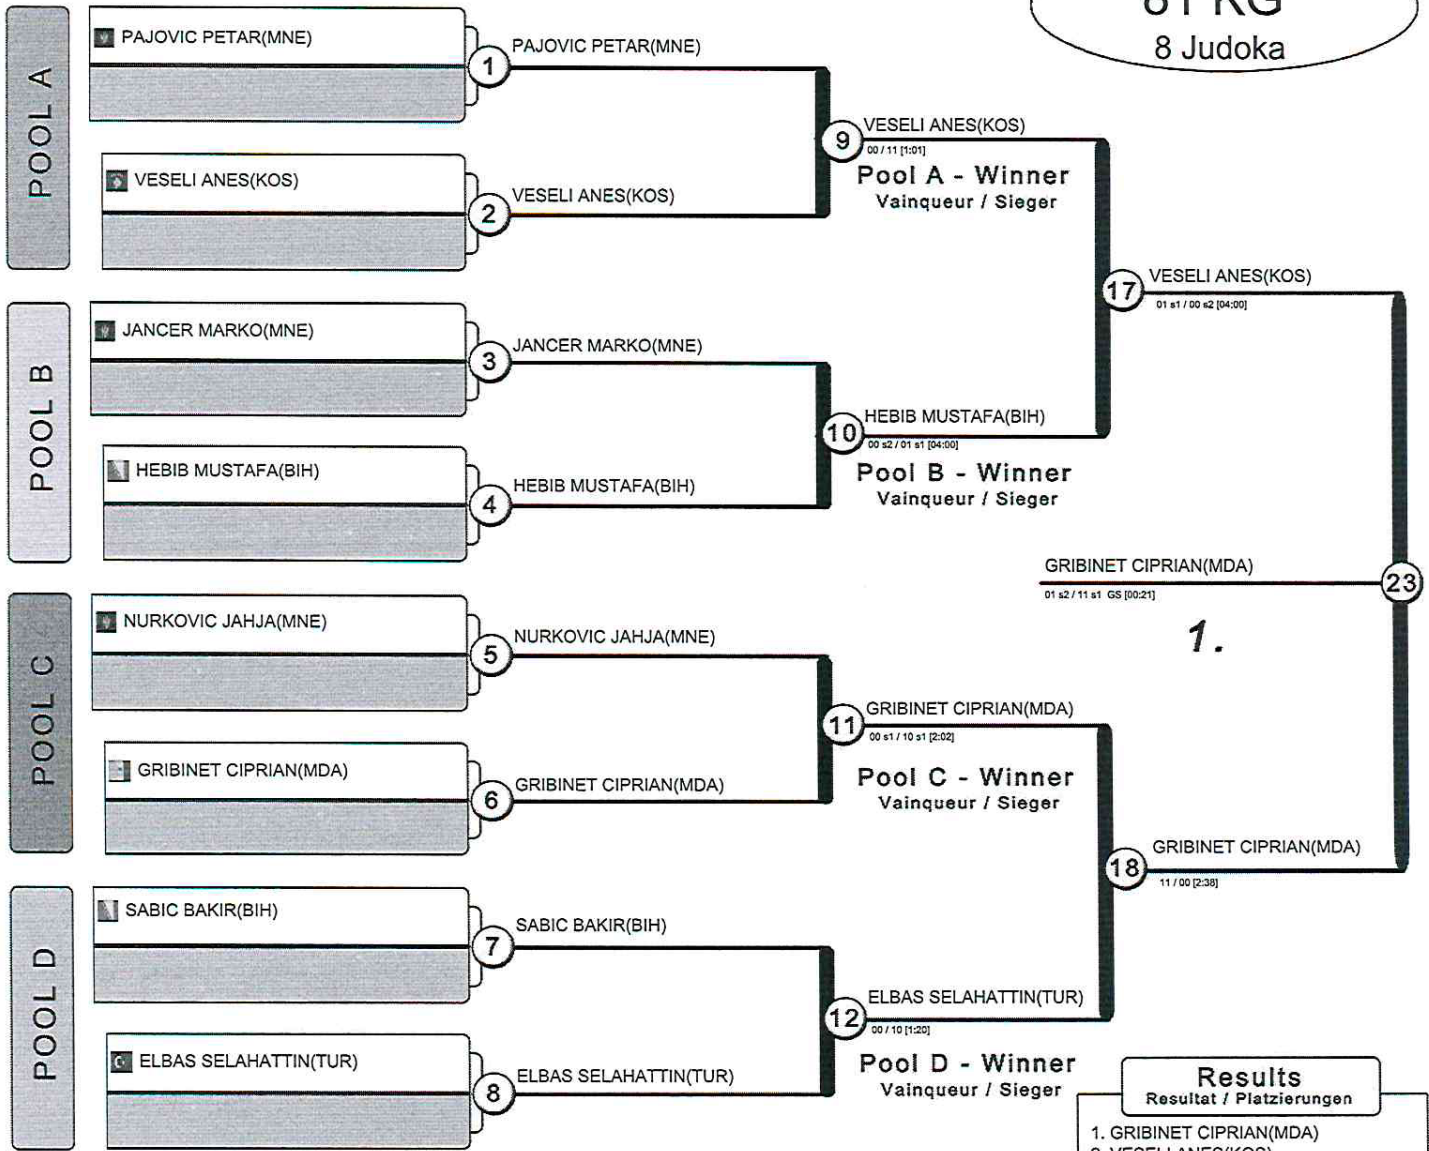 81 KG
8 Judoka
POOL A
PAJOVIC PETAR(MNE)
1
PAJOVIC PETAR(MNE)
VESELI ANES(KOS)
2
VESELI ANES(KOS)
9
VESELI ANES(KOS)
00 / 11 [1:01]
Pool A - Winner
Vainqueur / Sieger
POOL B
JANCER MARKO(MNE)
3
JANCER MARKO(MNE)
HEBIB MUSTAFA(BIH)
4
HEBIB MUSTAFA(BIH)
10
HEBIB MUSTAFA(BIH)
00 s2 / 01 s1 [04:00]
Pool B - Winner
Vainqueur / Sieger
17
VESELI ANES(KOS)
01 s1 / 00 s2 [04:00]
GRIBINET CIPRIAN(MDA)
23
01 s2 / 11 s1 GS [00:21]
1.
POOL C
NURKOVIC JAHJA(MNE)
5
NURKOVIC JAHJA(MNE)
GRIBINET CIPRIAN(MDA)
6
GRIBINET CIPRIAN(MDA)
11
GRIBINET CIPRIAN(MDA)
00 s1 / 10 s1 [2:02]
Pool C - Winner
Vainqueur / Sieger
18
GRIBINET CIPRIAN(MDA)
11 / 00 [2:38]
POOL D
SABIC BAKIR(BIH)
7
SABIC BAKIR(BIH)
ELBAS SELAHATTIN(TUR)
8
ELBAS SELAHATTIN(TUR)
12
ELBAS SELAHATTIN(TUR)
00 / 10 [1:20]
Pool D - Winner
Vainqueur / Sieger
Results
Resultat / Platzierungen
1. GRIBINET CIPRIAN(MDA)
2. VESELI ANES(KOS)